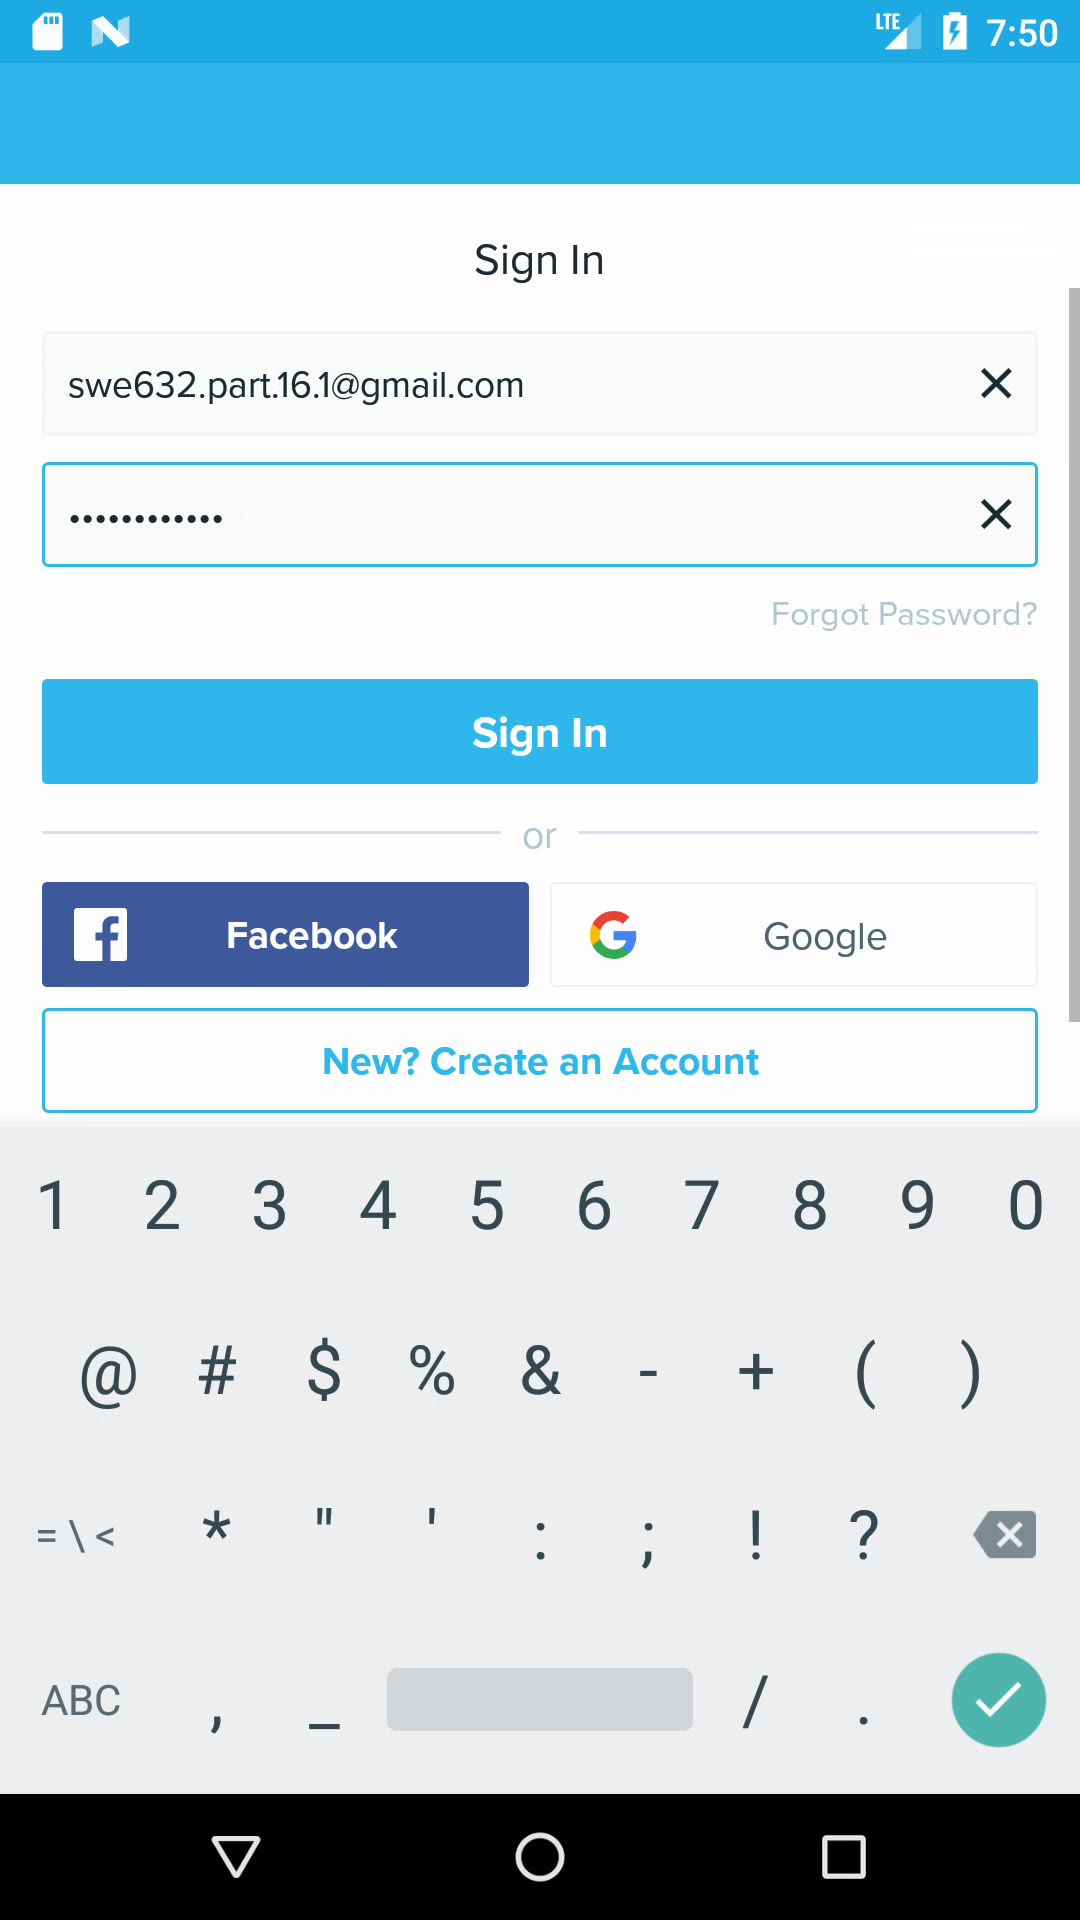 LTE 7:50
Sign In
swe632.part.16.1@gmail.com
••••••••••••
Forgot Password?
Sign In
or
Facebook Google
New? Create an Account
1 2 3 4 5 6 7 8 9 0
@ # $ % & - + ( )
= \ < * " ' : ; ! ?
ABC , _ / .